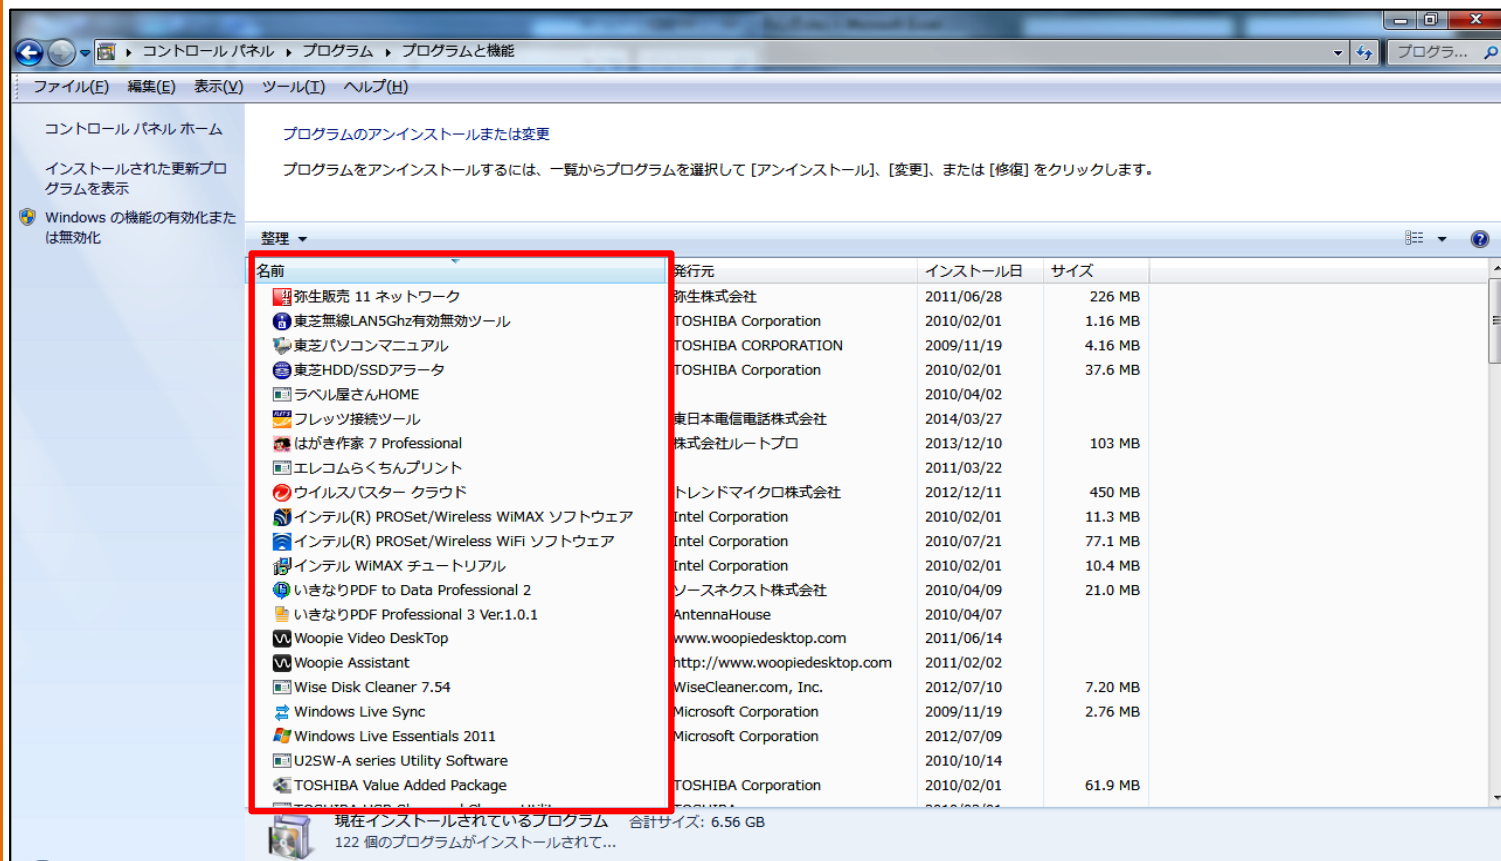 コントロール パネル ▶ プログラム ▶ プログラムと機能
プログラ...
ファイル(F) 編集(E) 表示(V) ツール(T) ヘルプ(H)
コントロール パネル ホーム
インストールされた更新プロ
グラムを表示
Windows の機能の有効化また
は無効化
プログラムのアンインストールまたは変更
プログラムをアンインストールするには、一覧からプログラムを選択して [アンインストール]、[変更]、または [修復] をクリックします。
整理
名前 発行元 インストール日 サイズ
弥生販売 11 ネットワーク 弥生株式会社 2011/06/28 226 MB
東芝無線LAN5Ghz有効無効ツール TOSHIBA Corporation 2010/02/01 1.16 MB
東芝パソコンマニュアル TOSHIBA CORPORATION 2009/11/19 4.16 MB
東芝HDD/SSDアラータ TOSHIBA Corporation 2010/02/01 37.6 MB
ラベル屋さんHOME 2010/04/02
フレッツ接続ツール 東日本電信電話株式会社 2014/03/27
はがき作家 7 Professional 株式会社ルートプロ 2013/12/10 103 MB
エレコムらくちんプリント 2011/03/22
ウイルスバスター クラウド トレンドマイクロ株式会社 2012/12/11 450 MB
インテル(R) PROSet/Wireless WiMAX ソフトウェア Intel Corporation 2010/02/01 11.3 MB
インテル(R) PROSet/Wireless WiFi ソフトウェア Intel Corporation 2010/07/21 77.1 MB
インテル WiMAX チュートリアル Intel Corporation 2010/02/01 10.4 MB
いきなりPDF to Data Professional 2 ソースネクスト株式会社 2010/04/09 21.0 MB
いきなりPDF Professional 3 Ver.1.0.1 AntennaHouse 2010/04/07
Woopie Video DeskTop www.woopiedesktop.com 2011/06/14
Woopie Assistant http://www.woopiedesktop.com 2011/02/02
Wise Disk Cleaner 7.54 WiseCleaner.com, Inc. 2012/07/10 7.20 MB
Windows Live Sync Microsoft Corporation 2009/11/19 2.76 MB
Windows Live Essentials 2011 Microsoft Corporation 2012/07/09
U2SW-A series Utility Software 2010/10/14
TOSHIBA Value Added Package TOSHIBA Corporation 2010/02/01 61.9 MB
現在インストールされているプログラム 合計サイズ: 6.56 GB
122 個のプログラムがインストールされて...